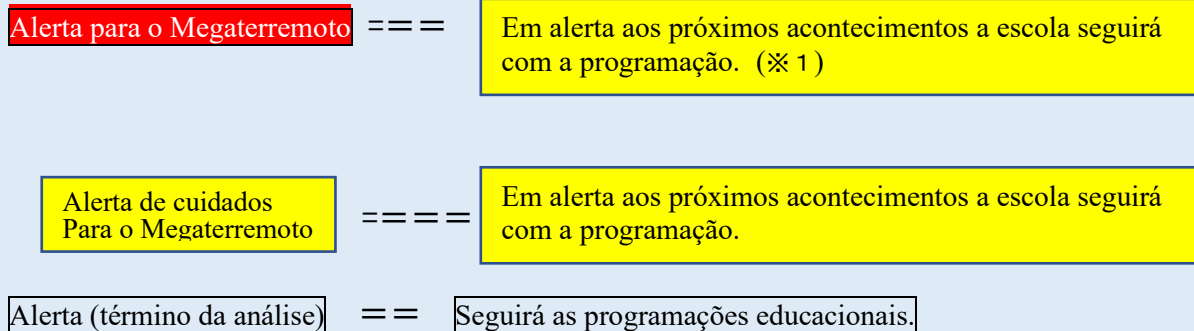 Alerta para o Megaterremoto === Em alerta aos próximos acontecimentos a escola seguirá
com a programação. (※1)
Alerta de cuidados ==== Em alerta aos próximos acontecimentos a escola seguirá
Para o Megaterremoto com a programação.
Alerta (término da análise) == Seguirá as programações educacionais.